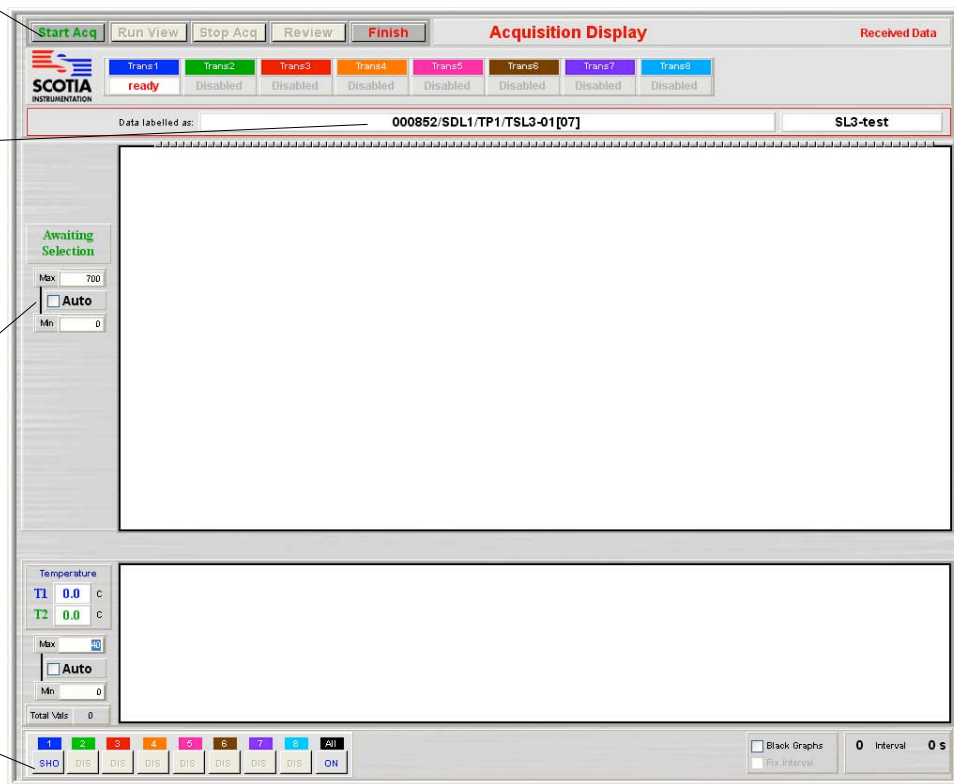 Start Acq Run View Stop Acq Review Finish Acquisition Display Received Data
SCOTIA
INSTRUMENTATION
Trans1 Trans2 Trans3 Trans4 Trans5 Trans6 Trans7 Trans8
ready Disabled Disabled Disabled Disabled Disabled Disabled Disabled
Data labelled as: 000852/SDL1/TP1/TSL3-01[07] SL3-test
Awaiting
Selection
Max 700
Auto
Min 0
Temperature
T1 0.0 C
T2 0.0 C
Max 40
Auto
Min 0
Total Vals 0
1 2 3 4 5 6 7 8 All
SHO DIS DIS DIS DIS DIS DIS DIS ON
Black Graphs 0 Interval 0 s
Fix Interval